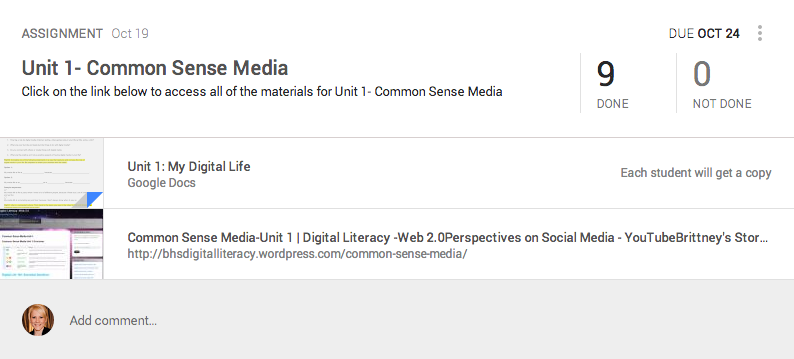 ASSIGNMENT Oct 19
DUE OCT 24
Unit 1- Common Sense Media
Click on the link below to access all of the materials for Unit 1- Common Sense Media
9
DONE
0
NOT DONE
Unit 1: My Digital Life
Google Docs
Each student will get a copy
Common Sense Media-Unit 1 | Digital Literacy -Web 2.0Perspectives on Social Media - YouTubeBrittney's Stor...
http://bhsdigitalliteracy.wordpress.com/common-sense-media/
Add comment...